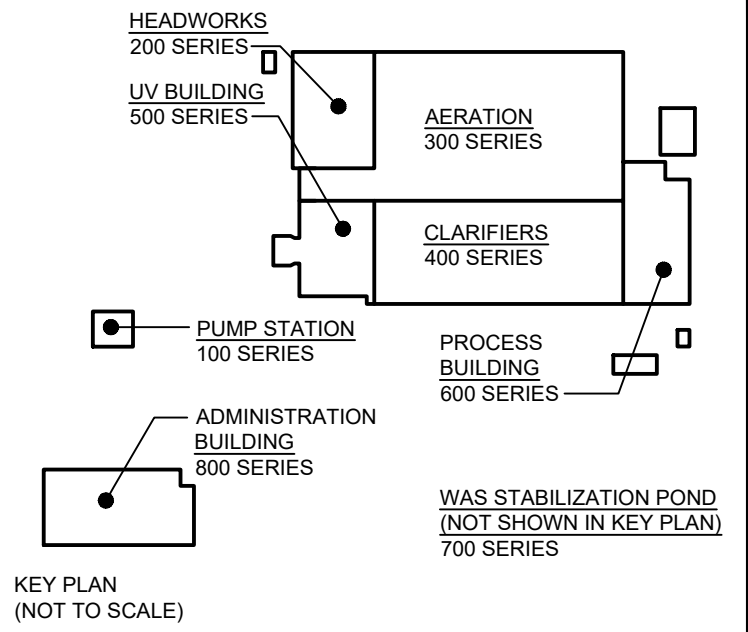 HEADWORKS
200 SERIES
UV BUILDING
500 SERIES
AERATION
300 SERIES
CLARIFIERS
400 SERIES
PUMP STATION
100 SERIES
PROCESS
BUILDING
600 SERIES
ADMINISTRATION
BUILDING
800 SERIES
WAS STABILIZATION POND
(NOT SHOWN IN KEY PLAN)
700 SERIES
KEY PLAN
(NOT TO SCALE)